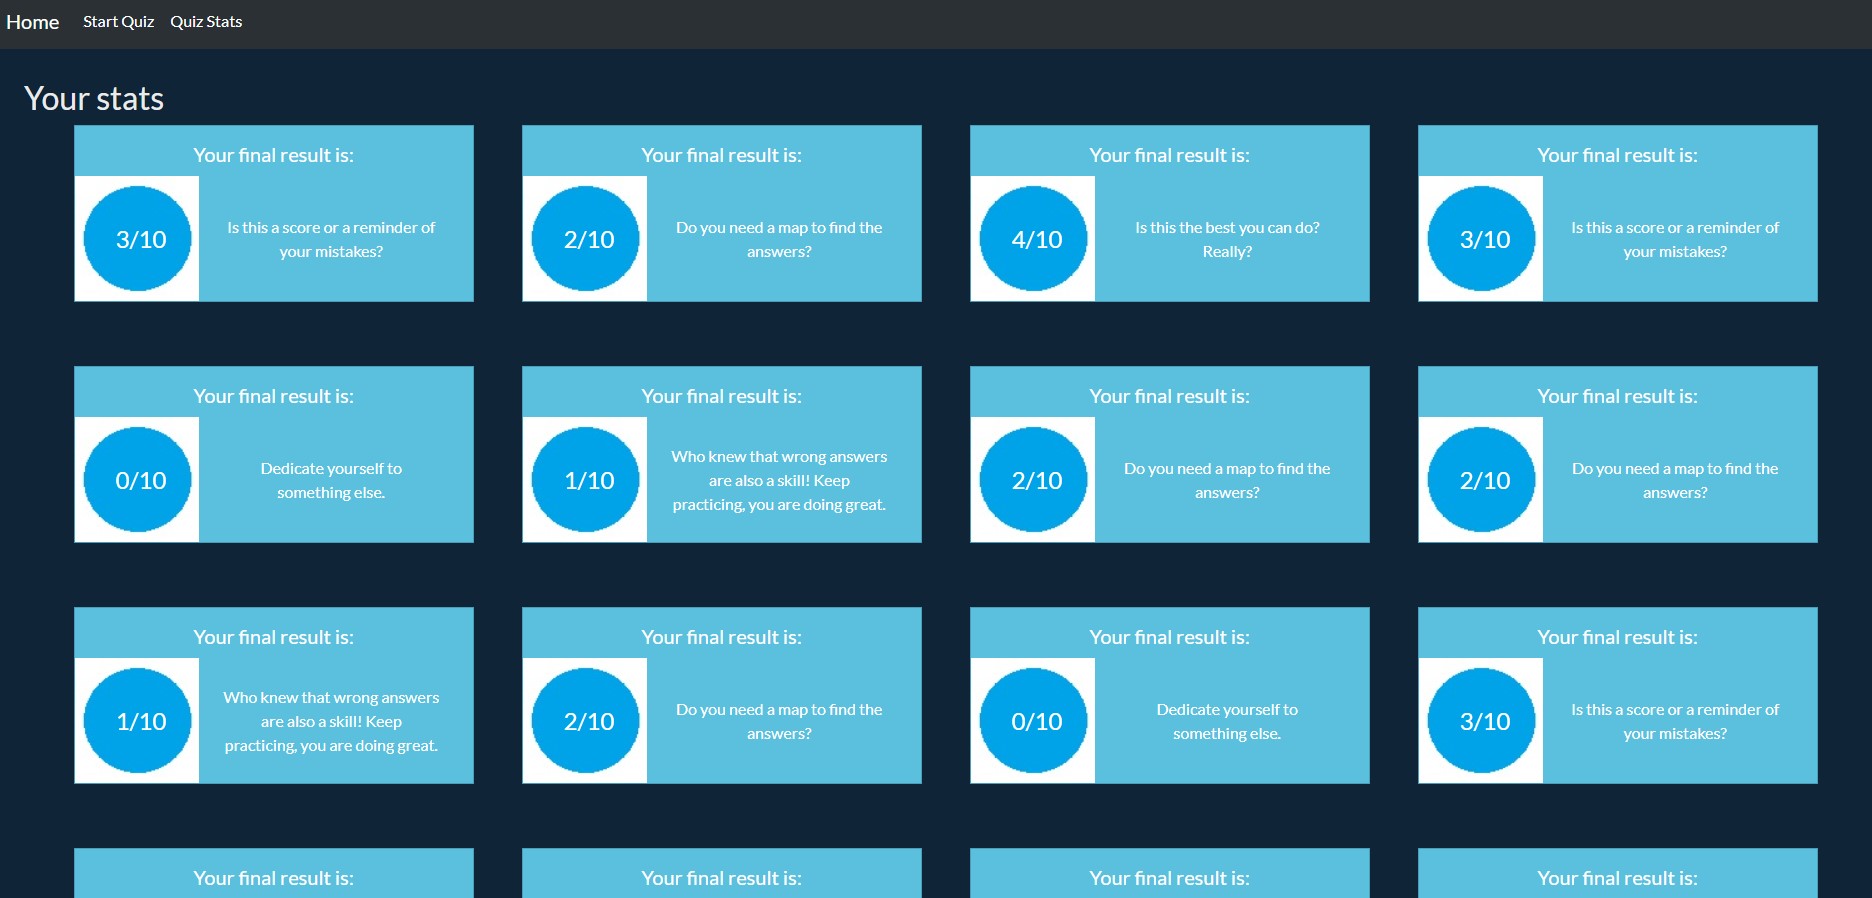 Home Start Quiz Quiz Stats
Your stats
Your final result is:
3/10
Is this a score or a reminder of
your mistakes?
Your final result is:
2/10
Do you need a map to find the
answers?
Your final result is:
4/10
Is this the best you can do?
Really?
Your final result is:
3/10
Is this a score or a reminder of
your mistakes?
Your final result is:
0/10
Dedicate yourself to
something else.
Your final result is:
1/10
Who knew that wrong answers
are also a skill! Keep
practicing, you are doing great.
Your final result is:
2/10
Do you need a map to find the
answers?
Your final result is:
2/10
Do you need a map to find the
answers?
Your final result is:
1/10
Who knew that wrong answers
are also a skill! Keep
practicing, you are doing great.
Your final result is:
2/10
Do you need a map to find the
answers?
Your final result is:
0/10
Dedicate yourself to
something else.
Your final result is:
3/10
Is this a score or a reminder of
your mistakes?
Your final result is:
Your final result is:
Your final result is:
Your final result is: